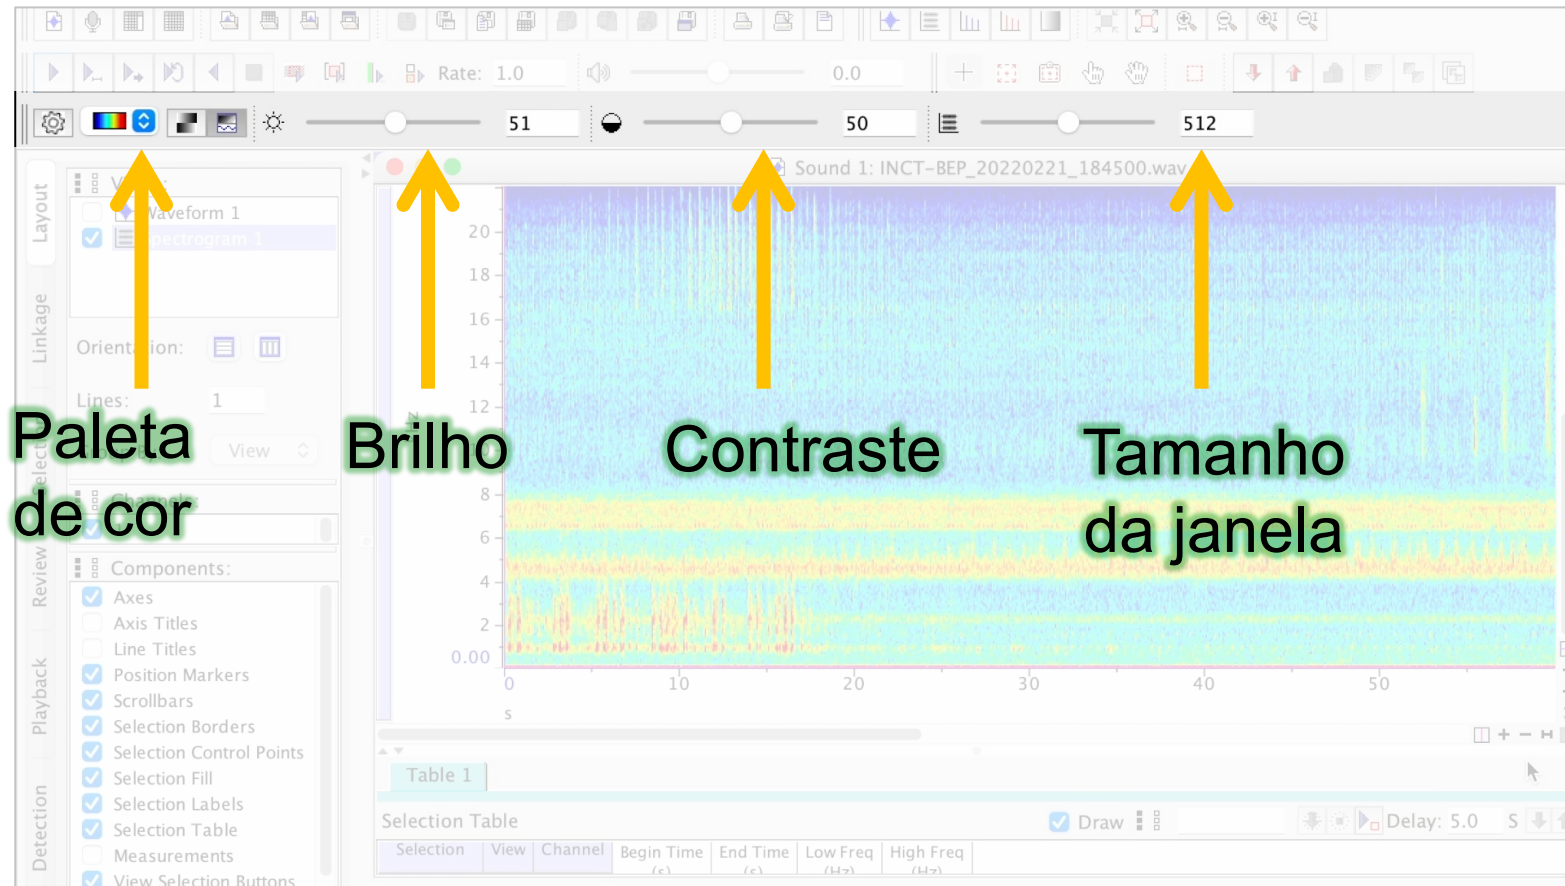 Rate: 1.0
0.0
51
50
512
Sound 1: INCT-BEP_20220221_184500.wav
Layout
Linkage
Review
Playback
Detection
Waveform 1
Spectrogram 1
Orientation:
Lines: 1
View
Paleta
de cor
Brilho
Contraste
Tamanho
da janela
Channels:
Components:
Axes
Axis Titles
Line Titles
Position Markers
Scrollbars
Selection Borders
Selection Control Points
Selection Fill
Selection Labels
Selection Table
Measurements
View Selection Buttons
20
18
16
14
12
8
6
4
2
0.00
0 10 20 30 40 50
s
Table 1
Selection Table
Draw
Delay: 5.0 S
Selection View Channel Begin Time End Time Low Freq High Freq
(s) (s) (Hz) (Hz)